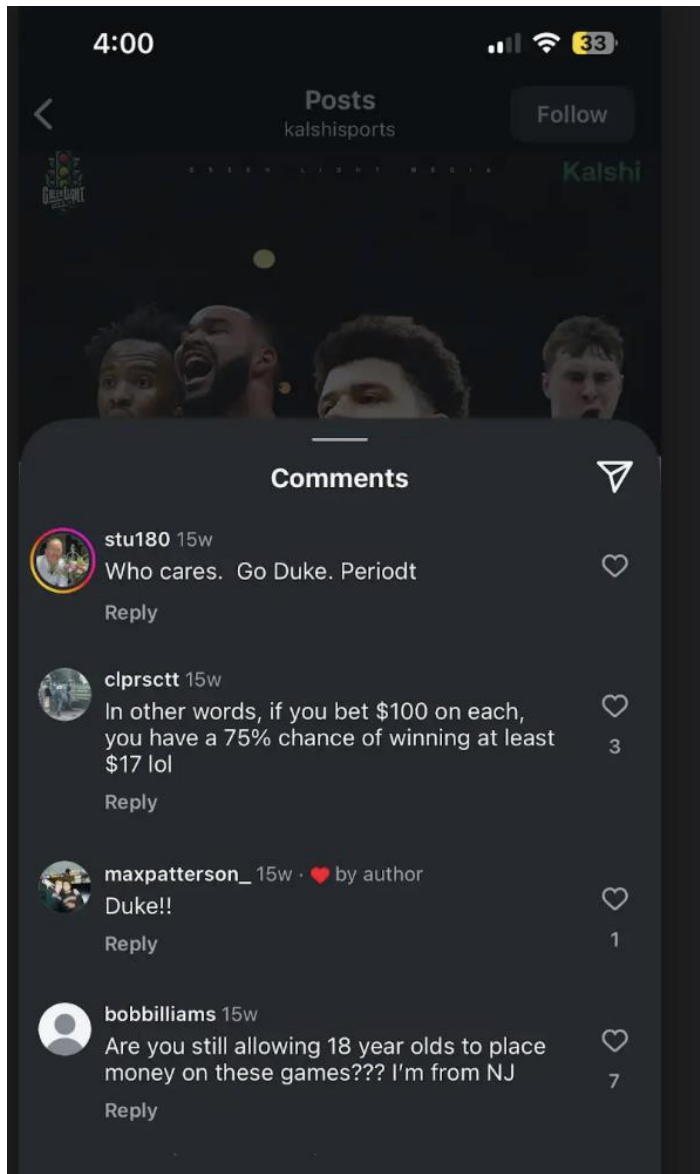 4:00
33
Posts
kalshisports
Follow
GREEN LIGHT MEDIA
Kalshi
Comments
stu180 15w
Who cares.  Go Duke. Periodt
Reply
clprsctt 15w
In other words, if you bet $100 on each,
you have a 75% chance of winning at least
$17 lol
3
Reply
maxpatterson_ 15w · ❤️ by author
Duke!!
Reply
1
bobbilliams 15w
Are you still allowing 18 year olds to place
money on these games??? I'm from NJ
7
Reply